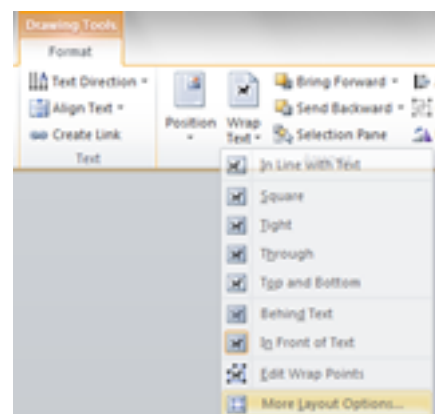 Drawing Tools
Format
Text Direction
Align Text
Create Link
Text
Position
Wrap Text
Bring Forward
Send Backward
Selection Pane
In Line with Text
Square
Tight
Through
Top and Bottom
Behind Text
In Front of Text
Edit Wrap Points
More Layout Options...